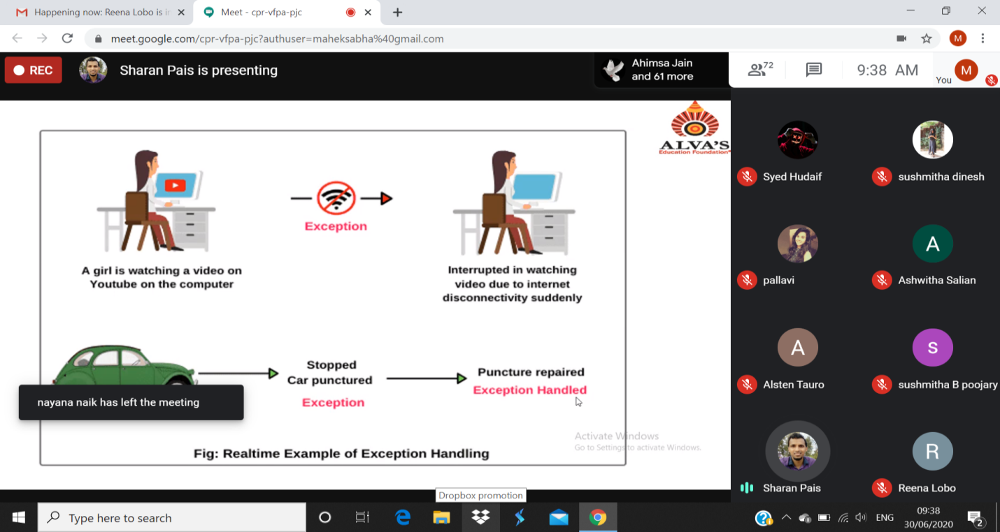 Happening now: Reena Lobo is in
Meet - cpr-vfpa-pjc
meet.google.com/cpr-vfpa-pjc?authuser=maheksabha%40gmail.com
M
REC
Sharan Pais is presenting
Ahimsa Jain
and 61 more
72
9:38 AM
You
M
ALVA'S
Education Foundation
Exception
A girl is watching a video on
Youtube on the computer
Interrupted in watching
video due to internet
disconnectivity suddenly
Stopped
Car punctured
Exception
Puncture repaired
Exception Handled
nayana naik has left the meeting
Activate Windows
Go to Settings to activate Windows.
Fig: Realtime Example of Exception Handling
Syed Hudaif
sushmitha dinesh
A
pallavi
Ashwitha Salian
A
s
Alsten Tauro
sushmitha B poojary
R
Sharan Pais
Reena Lobo
Dropbox promotion
Type here to search
ENG
09:38
30/06/2020
2